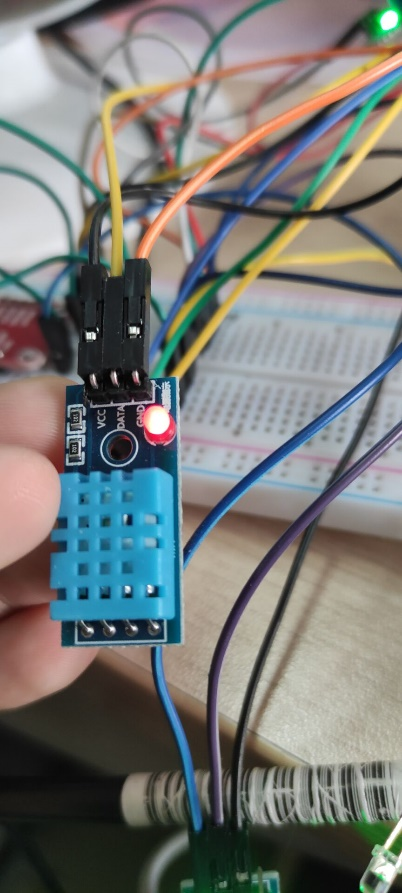 VCC
DATA
GND